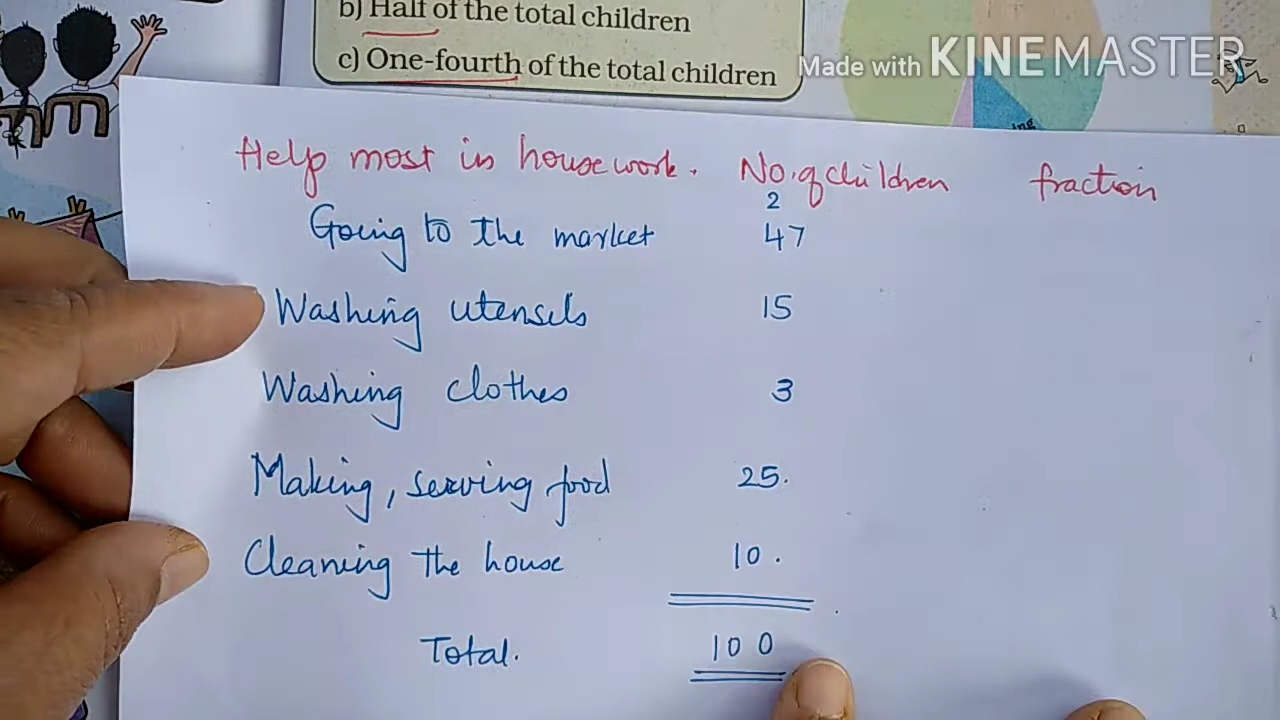 b) Half of the total children
c) One-fourth of the total children
Made with KINEMASTER
Help most in housework. No. of children fraction
2
Going to the market 47
Washing utensils 15
Washing clothes 3
Making, serving food 25.
Cleaning the house 10.
Total. 100